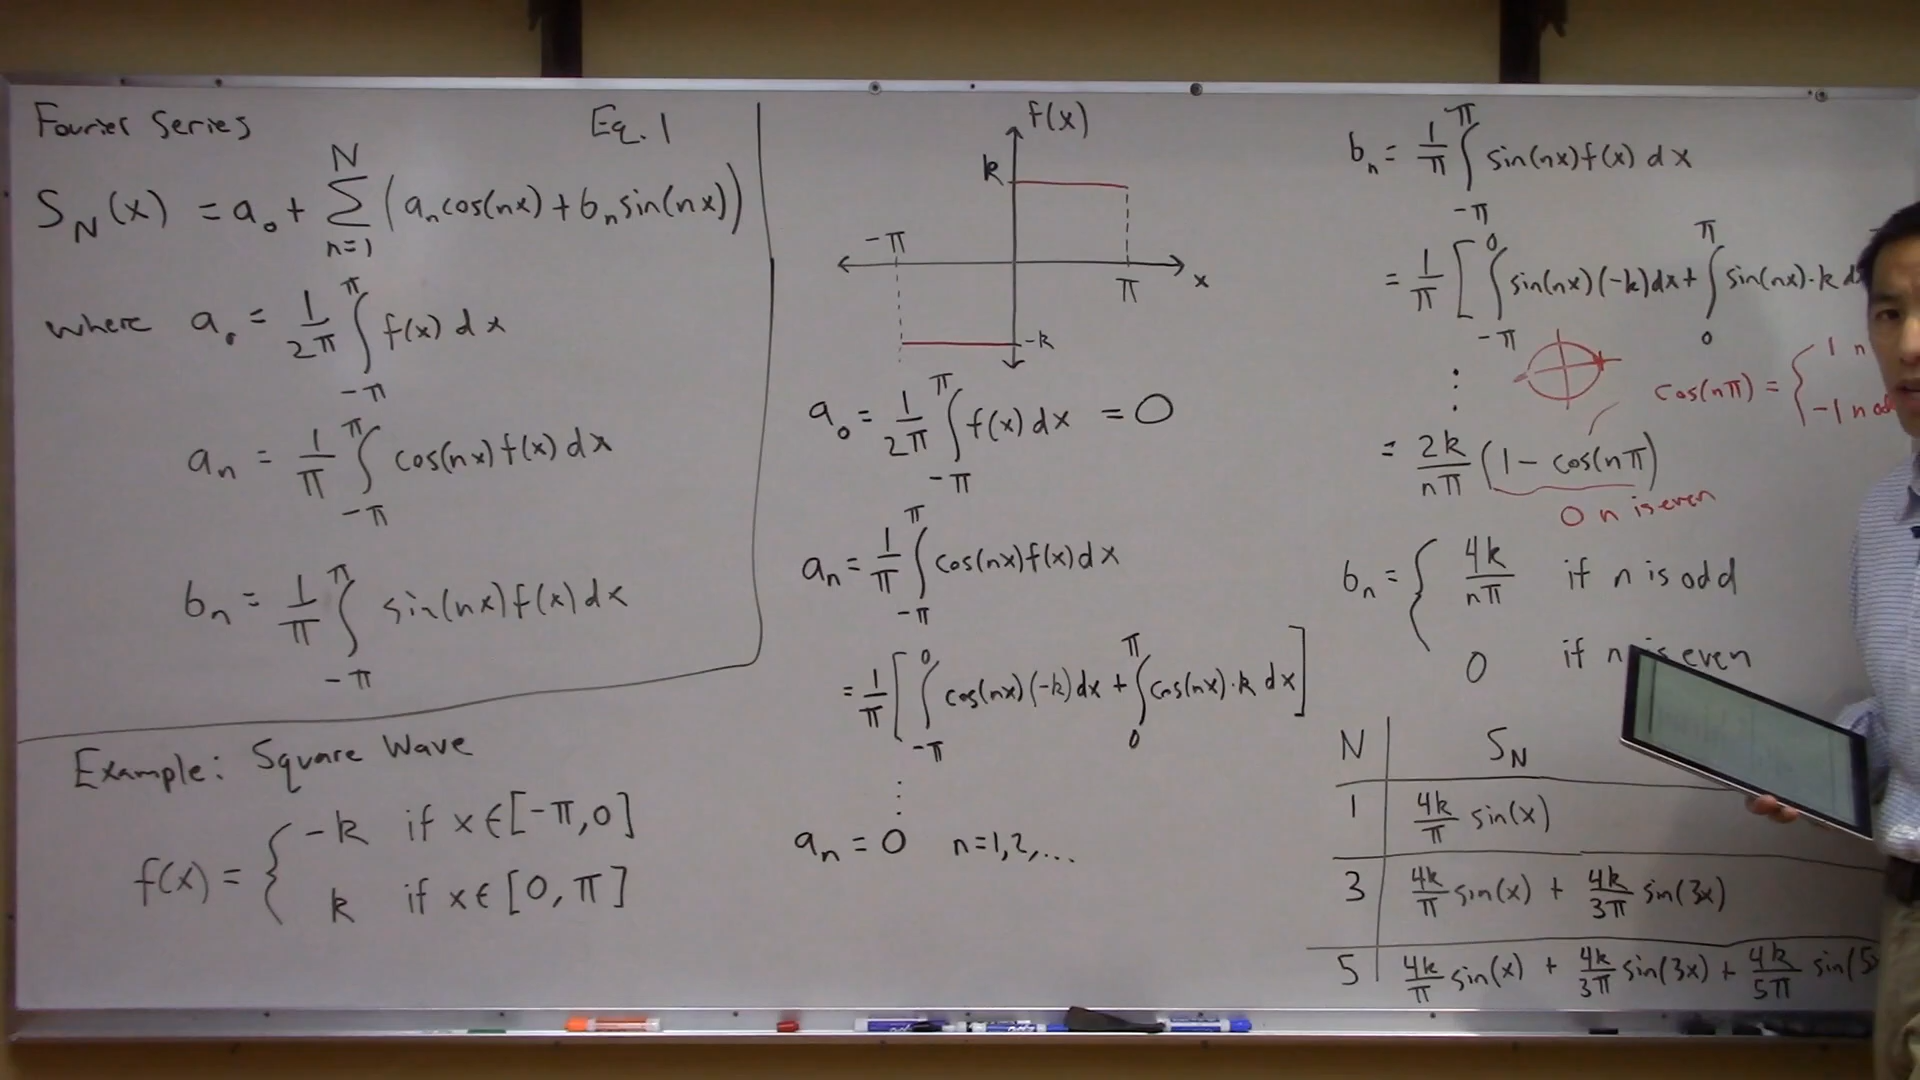 Fourier Series Eq. 1
S_N(x) = a_0 + ∑_{n=1}^{N} (a_n cos(nx) + b_n sin(nx))
where a_0 = 1/2π ∫_{-π}^{π} f(x) dx
a_n = 1/π ∫_{-π}^{π} cos(nx) f(x) dx
b_n = 1/π ∫_{-π}^{π} sin(nx) f(x) dx
Example: Square Wave
f(x) = { -k if x ∈ [-π, 0]
k if x ∈ [0, π]
f(x)
k
-π
π
x
-k
a_0 = 1/2π ∫_{-π}^{π} f(x) dx = 0
a_n = 1/π ∫_{-π}^{π} cos(nx) f(x) dx
= 1/π [ ∫_{-π}^{0} cos(nx) (-k) dx + ∫_{0}^{π} cos(nx) · k dx ]
⋮
a_n = 0 n = 1, 2, ...
b_n = 1/π ∫_{-π}^{π} sin(nx) f(x) dx
= 1/π [ ∫_{-π}^{0} sin(nx) (-k) dx + ∫_{0}^{π} sin(nx) · k d
⋮
cos(nπ) = { 1 n
-1 n od
= 2k/nπ (1 - cos(nπ)
0 n is even
b_n = { 4k/nπ if n is odd
0 if n is even
N S_N
1 4k/π sin(x)
3 4k/π sin(x) + 4k/3π sin(3x)
5 4k/π sin(x) + 4k/3π sin(3x) + 4k/5π sin(5x